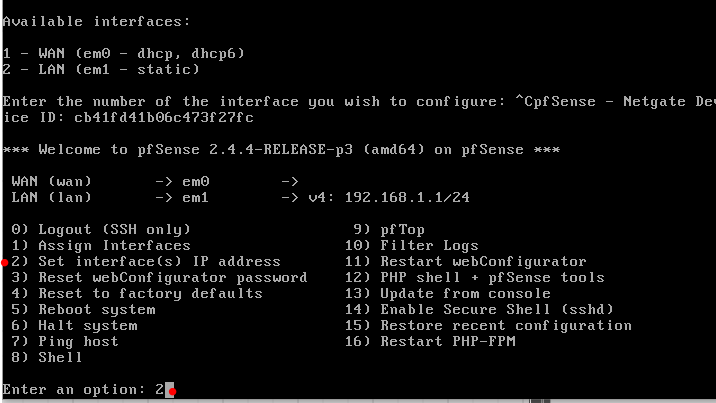 Available interfaces:
1 - WAN (em0 - dhcp, dhcp6)
2 - LAN (em1 - static)
Enter the number of the interface you wish to configure: ^CpfSense - Netgate Dev
ice ID: cb41fd41b06c473f27fc
*** Welcome to pfSense 2.4.4-RELEASE-p3 (amd64) on pfSense ***
WAN (wan) -> em0 ->
LAN (lan) -> em1 -> v4: 192.168.1.1/24
0) Logout (SSH only) 9) pfTop
1) Assign Interfaces 10) Filter Logs
2) Set interface(s) IP address 11) Restart webConfigurator
3) Reset webConfigurator password 12) PHP shell + pfSense tools
4) Reset to factory defaults 13) Update from console
5) Reboot system 14) Enable Secure Shell (sshd)
6) Halt system 15) Restore recent configuration
7) Ping host 16) Restart PHP-FPM
8) Shell
Enter an option: 2